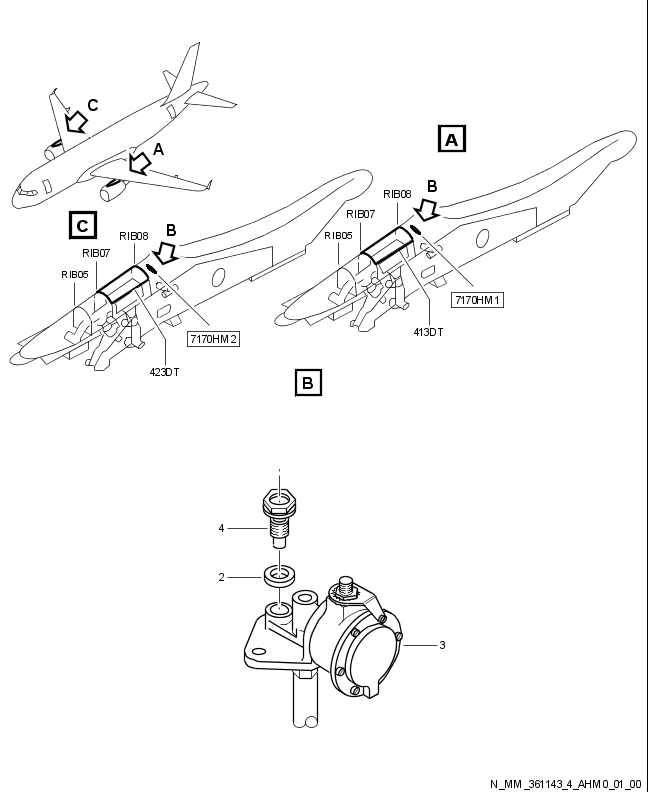 C
A
A
B
RIB08
RIB07
RIB05
7170HM1
413DT
C
B
RIB08
RIB07
RIB05
7170HM2
423DT
B
4
2
3
N_MM_361143_4_AHM0_01_00